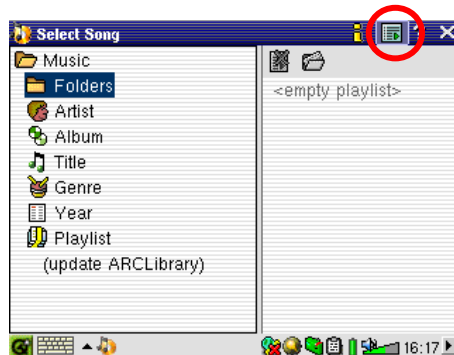 Select Song
?
Music
Folders
<empty playlist>
Artist
Album
Title
Genre
Year
Playlist
(update ARCLibrary)
16:17